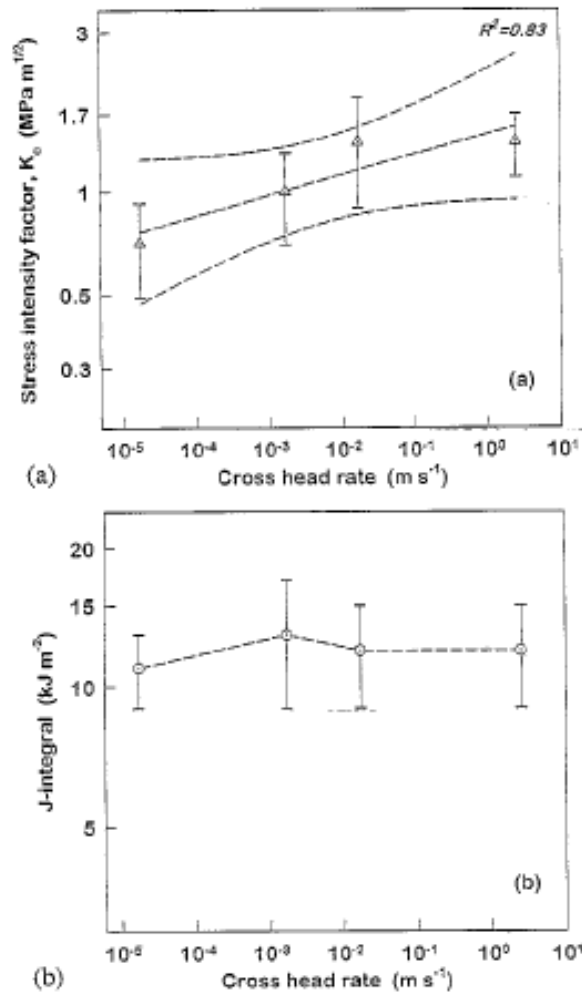 R²=0.83
Stress intensity factor, Kc (MPa m1/2)
3
1.7
1
0.5
0.3
(a)
10-5
10-4
10-3
10-2
10-1
10⁰
10¹
(a)
Cross head rate (m s-1)
J-integral (kJ m-2)
20
15
10
5
(b)
10-5
10-4
10-3
10-2
10-1
10⁰
10¹
(b)
Cross head rate (m s-1)